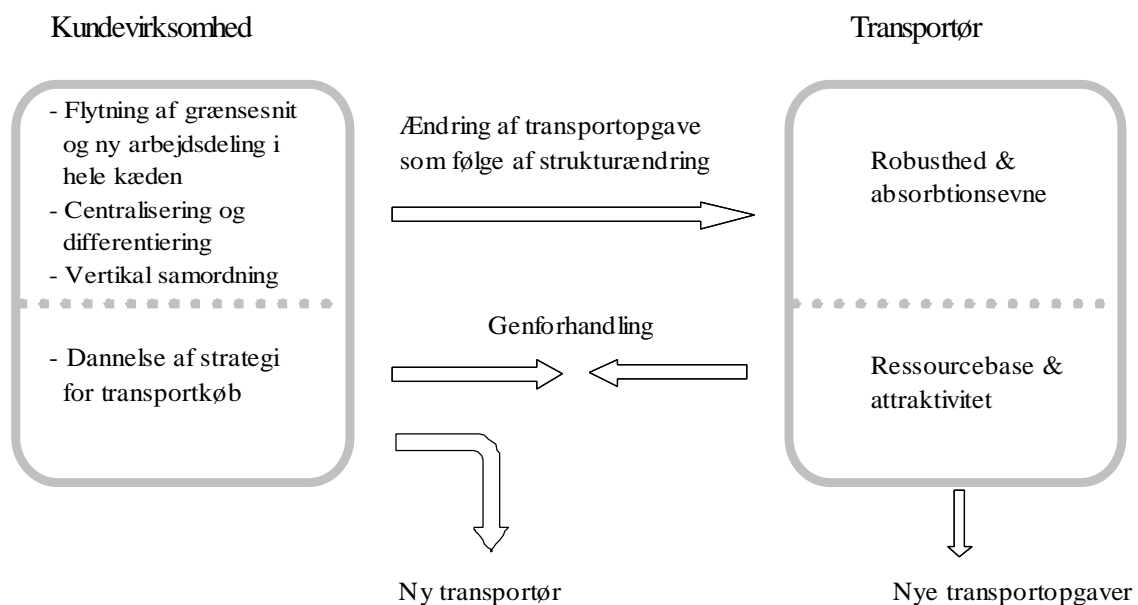 Kundevirksomhed
Transportør
- Flytning af grænsesnit
og ny arbejdsdeling i
hele kæden
- Centralisering og
differentiering
- Vertikal samordning
Ændring af transportopgave
som følge af strukturændring
Robusthed &
absorbtionsevne
- Dannelse af strategi
for transportkøb
Genforhandling
Ressourcebase &
attraktivitet
Ny transportør
Nye transportopgaver